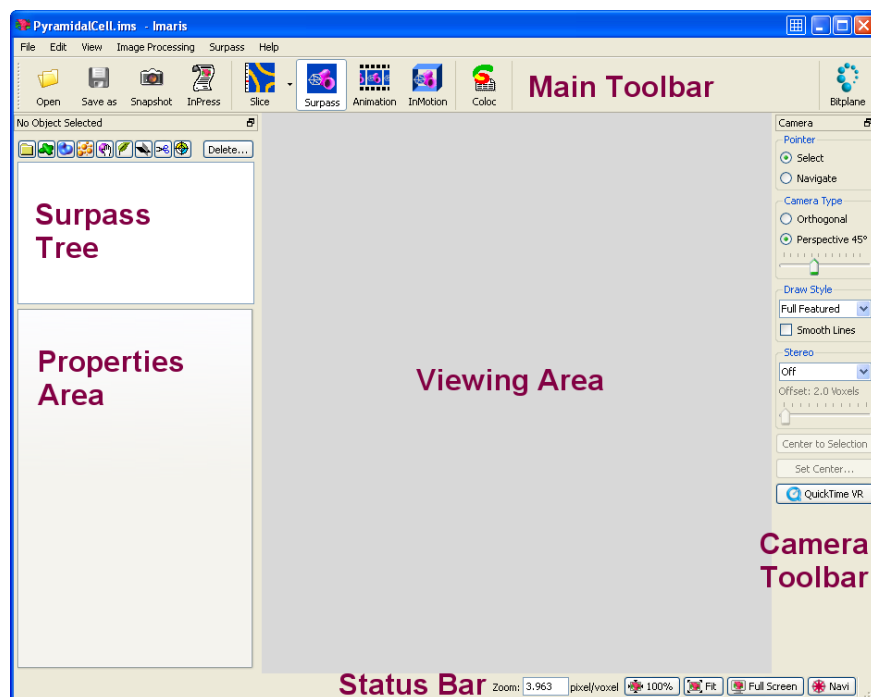 PyramidalCell.ims - Imaris
File Edit View Image Processing Surpass Help
Open Save as Snapshot InPress Slice Surpass Animation InMotion Coloc Main Toolbar Bitplane
No Object Selected
Delete...
Surpass
Tree
Properties
Area
Viewing Area
Camera
Pointer
Select
Navigate
Camera Type
Orthogonal
Perspective 45°
Draw Style
Full Featured
Smooth Lines
Stereo
Off
Offset: 2.0 Voxels
Center to Selection
Set Center...
QuickTime VR
Camera
Toolbar
Status Bar Zoom: 3.963 pixel/voxel 100% Fit Full Screen Navi